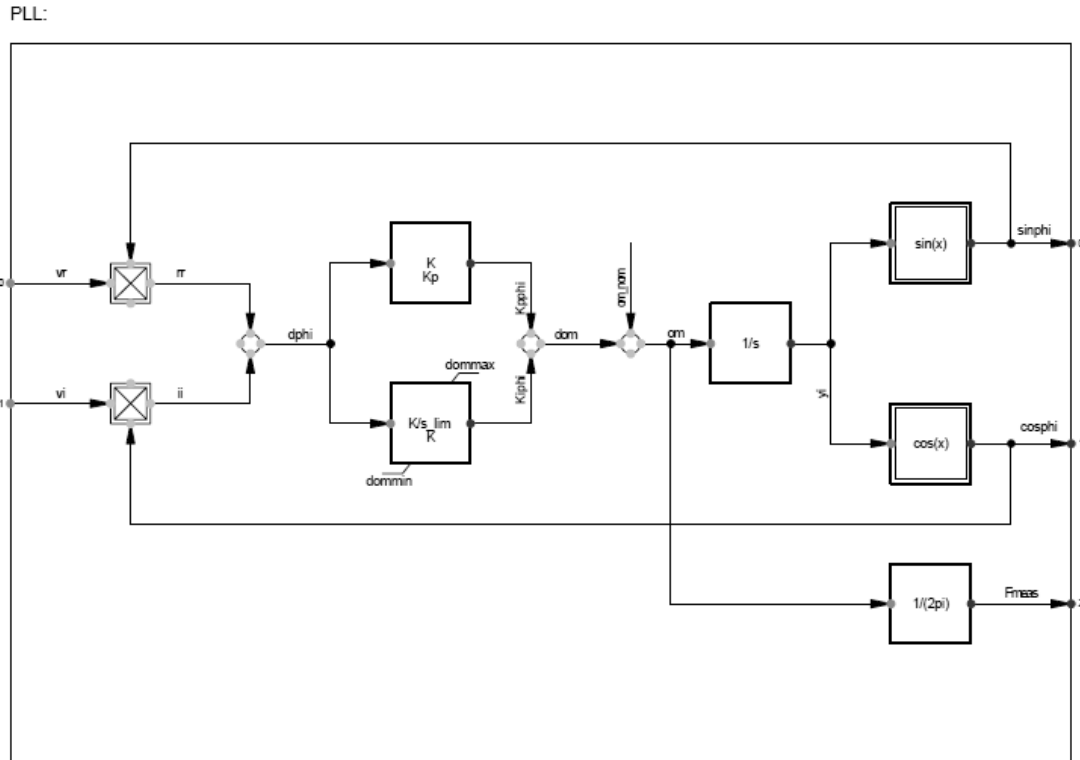 PLL:
sin(x)
sinphi
vr
rr
K
Kp
Kpphi
om_nom
dphi
dom
om
1/s
dommax
vi
ii
K/s_lim
K
Kiphi
yi
cos(x)
cosphi
dommin
1/(2pi)
Fmeas